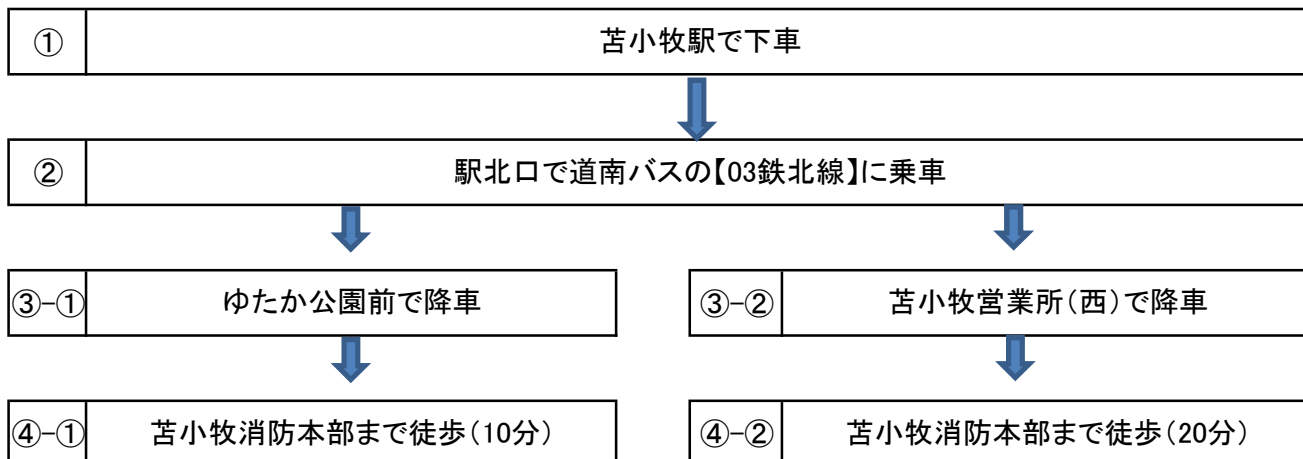 ① 苫小牧駅で下車
② 駅北口で道南バスの【03鉄北線】に乗車
③-① ゆたか公園前で降車
③-② 苫小牧営業所(西)で降車
④-① 苫小牧消防本部まで徒歩(10分)
④-② 苫小牧消防本部まで徒歩(20分)